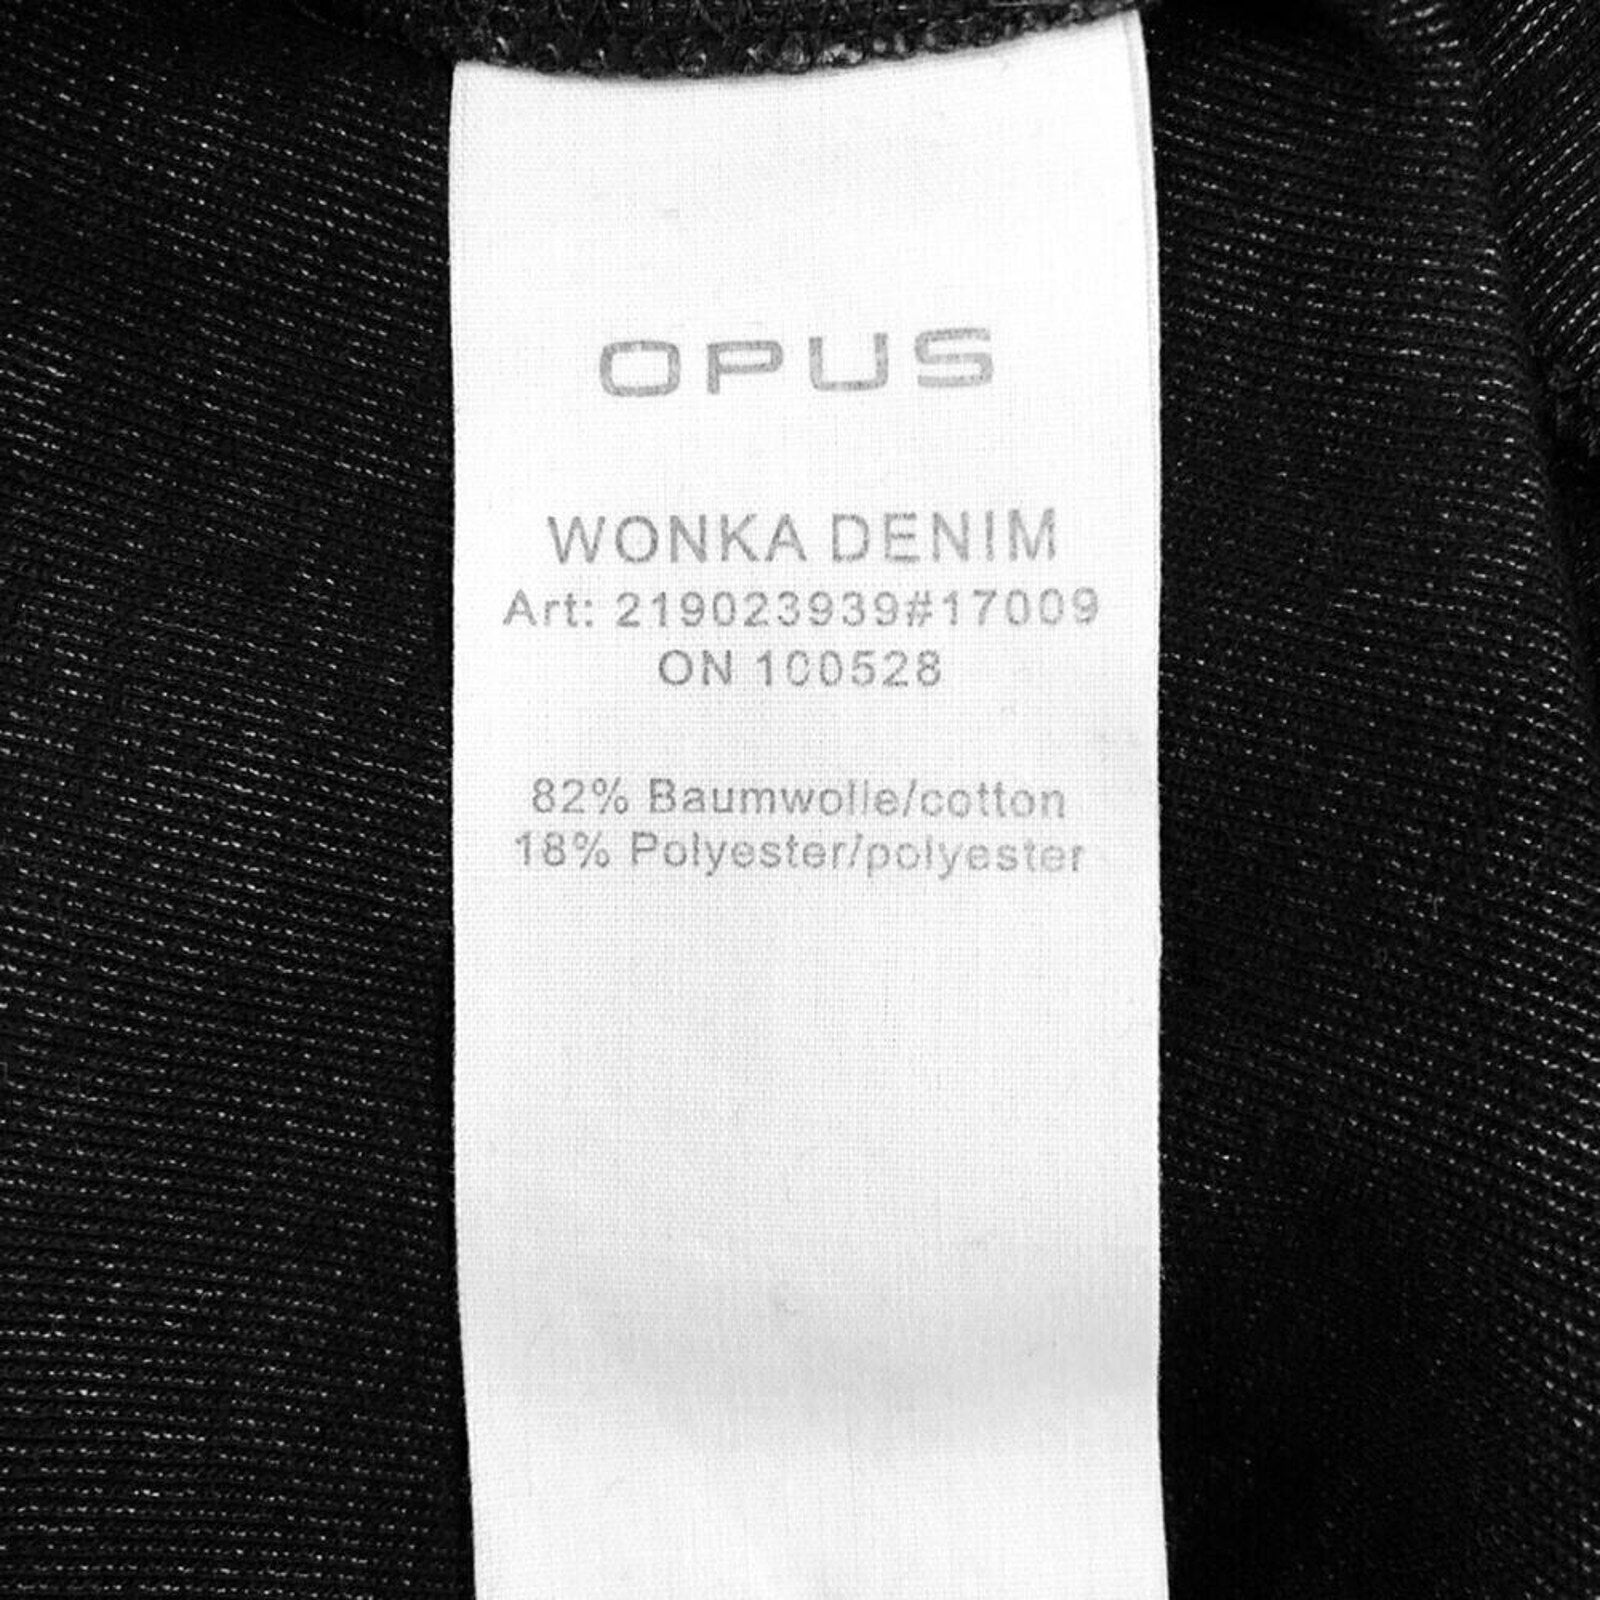 OPUS
WONKA DENIM
Art: 219023939#17009
ON 100528
82% Baumwolle/cotton
18% Polyester/polyester